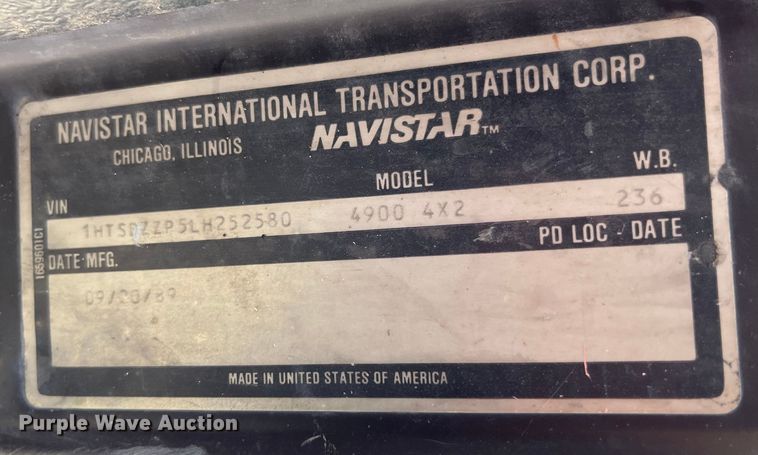 NAVISTAR INTERNATIONAL TRANSPORTATION CORP.
CHICAGO, ILLINOIS
NAVISTAR™
VIN MODEL W.B.
4900 4X2 236
DATE MFG. PD LOC - DATE
1659601C1
MADE IN UNITED STATES OF AMERICA
Purple Wave Auction